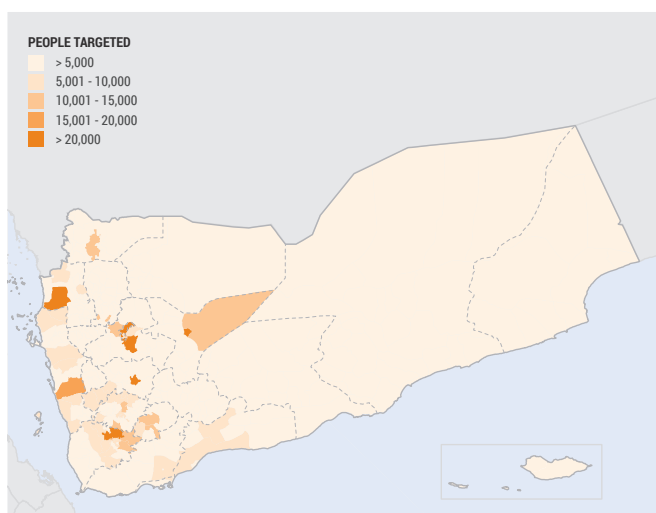 PEOPLE TARGETED
> 5,000
5,001 - 10,000
10,001 - 15,000
15,001 - 20,000
> 20,000